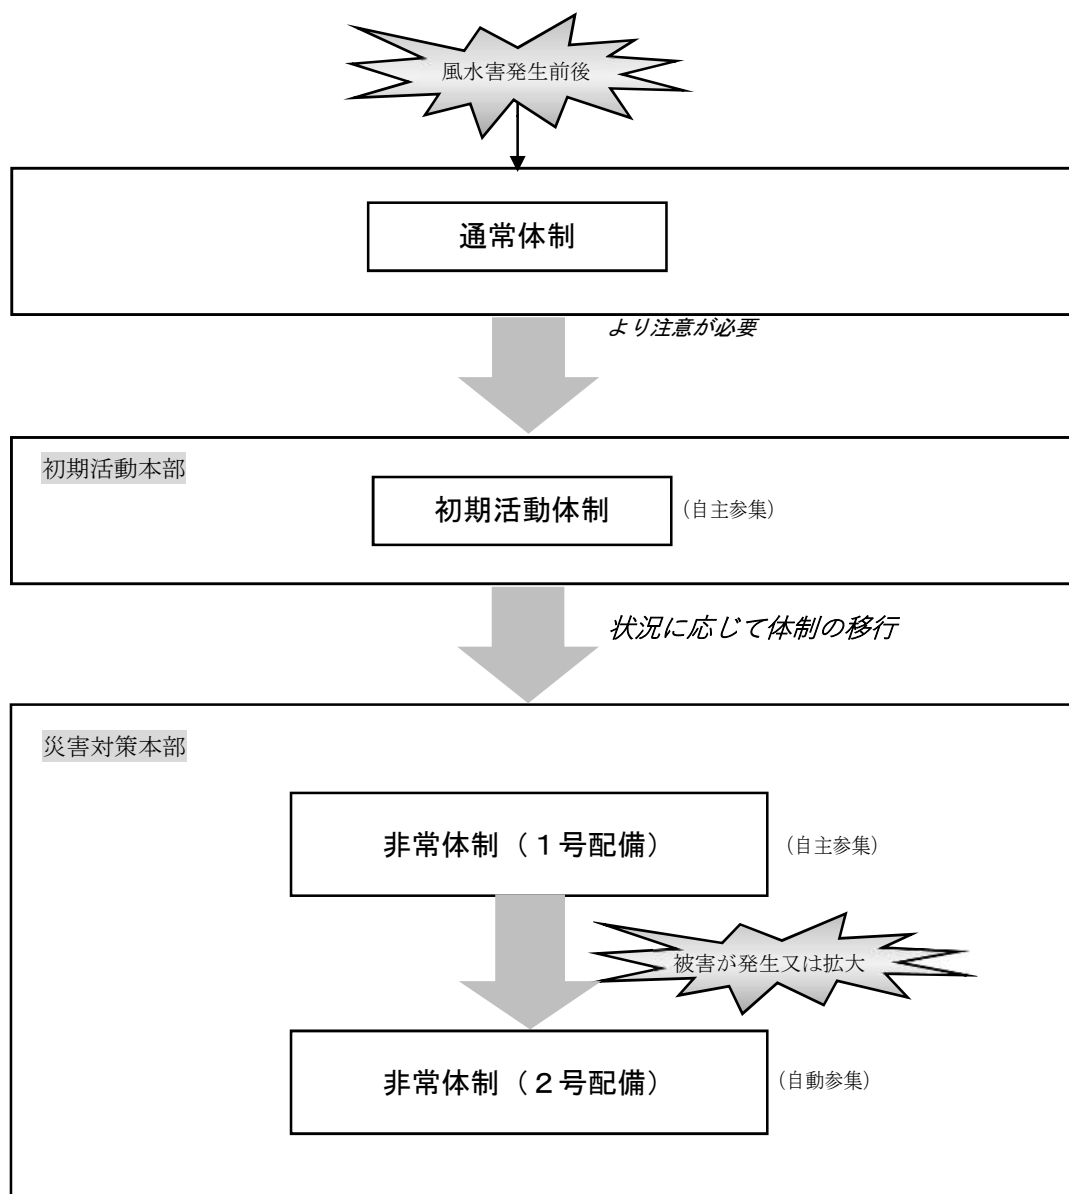 風水害発生前後
通常体制
より注意が必要
初期活動本部
初期活動体制
(自主参集)
状況に応じて体制の移行
災害対策本部
非常体制（１号配備）
(自主参集)
被害が発生又は拡大
非常体制（２号配備）
(自動参集)